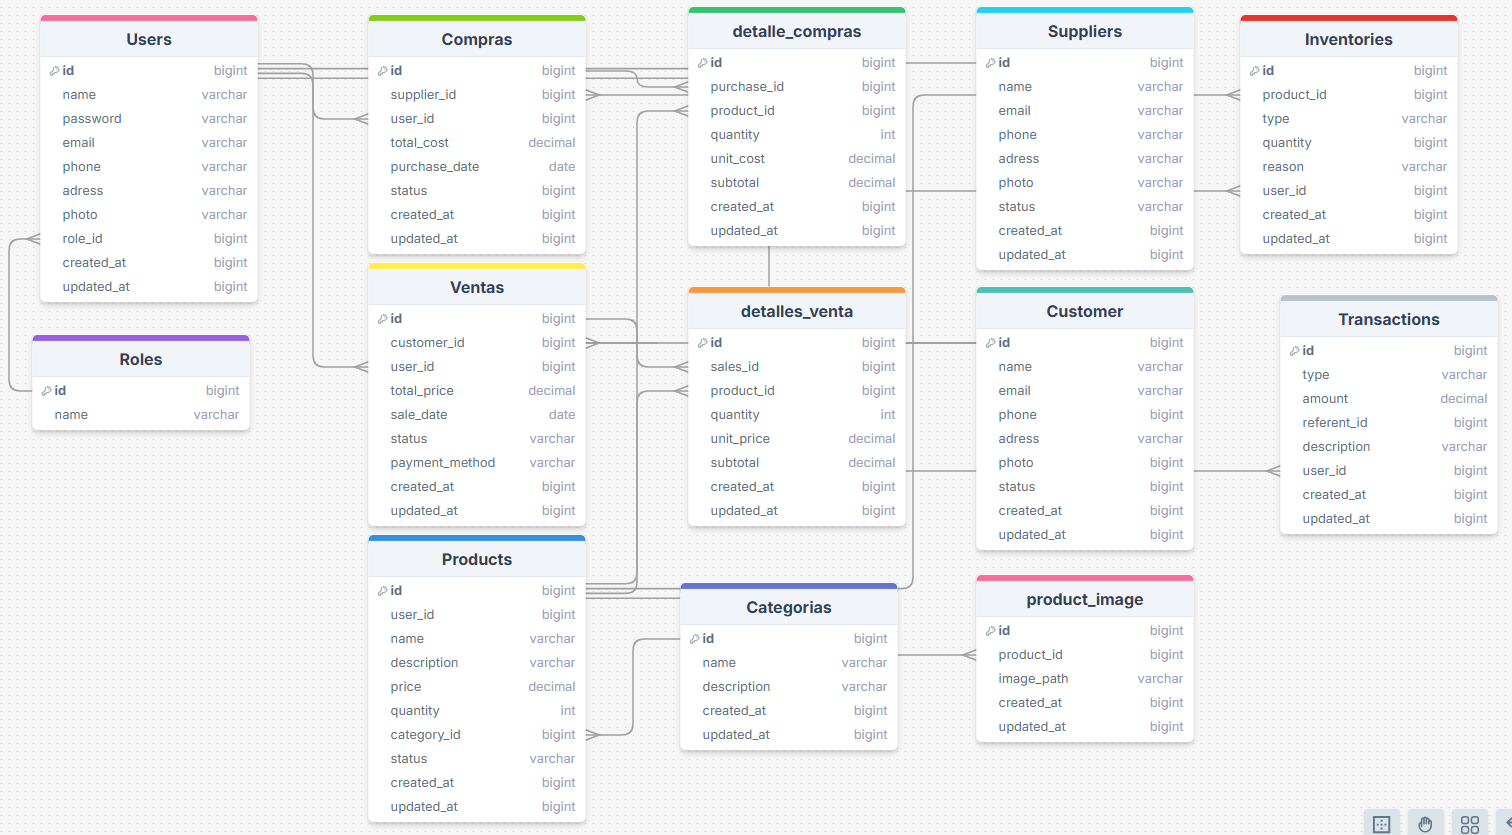 Users
id bigint
name varchar
password varchar
email varchar
phone varchar
adress varchar
photo varchar
role_id bigint
created_at bigint
updated_at bigint
Roles
id bigint
name varchar
Compras
id bigint
supplier_id bigint
user_id bigint
total_cost decimal
purchase_date date
status bigint
created_at bigint
updated_at bigint
Ventas
id bigint
customer_id bigint
user_id bigint
total_price decimal
sale_date date
status varchar
payment_method varchar
created_at bigint
updated_at bigint
Products
id bigint
user_id bigint
name varchar
description varchar
price decimal
quantity int
category_id bigint
status varchar
created_at bigint
updated_at bigint
detalle_compras
id bigint
purchase_id bigint
product_id bigint
quantity int
unit_cost decimal
subtotal decimal
created_at bigint
updated_at bigint
detalles_venta
id bigint
sales_id bigint
product_id bigint
quantity int
unit_price decimal
subtotal decimal
created_at bigint
updated_at bigint
Categorias
id bigint
name varchar
description varchar
created_at bigint
updated_at bigint
Suppliers
id bigint
name varchar
email varchar
phone varchar
adress varchar
photo varchar
status varchar
created_at bigint
updated_at bigint
Customer
id bigint
name varchar
email varchar
phone bigint
adress varchar
photo bigint
status bigint
created_at bigint
updated_at bigint
product_image
id bigint
product_id bigint
image_path varchar
created_at bigint
updated_at bigint
Inventories
id bigint
product_id bigint
type varchar
quantity bigint
reason varchar
user_id bigint
created_at bigint
updated_at bigint
Transactions
id bigint
type varchar
amount decimal
referent_id bigint
description varchar
user_id bigint
created_at bigint
updated_at bigint